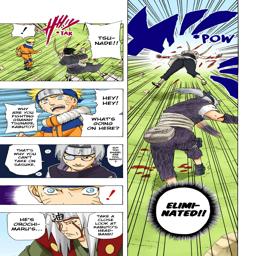 TSU-
NADE!!
TAK
!
HEY!
HEY!
WHAT'S
GOING ON
HERE?
WHY
ARE YOU
FIGHTING
GRANNY
TSUNADE,
KABUTO?
THAT'S WHY
YOU CAN'T
TAKE ON
!
TAKE A
CLOSE LOOK
AT KABUTO'S
HEAD-
BAND!!
HE'S
OROCHI-
MARU'S...
POW
ELIMI-
NATED!!